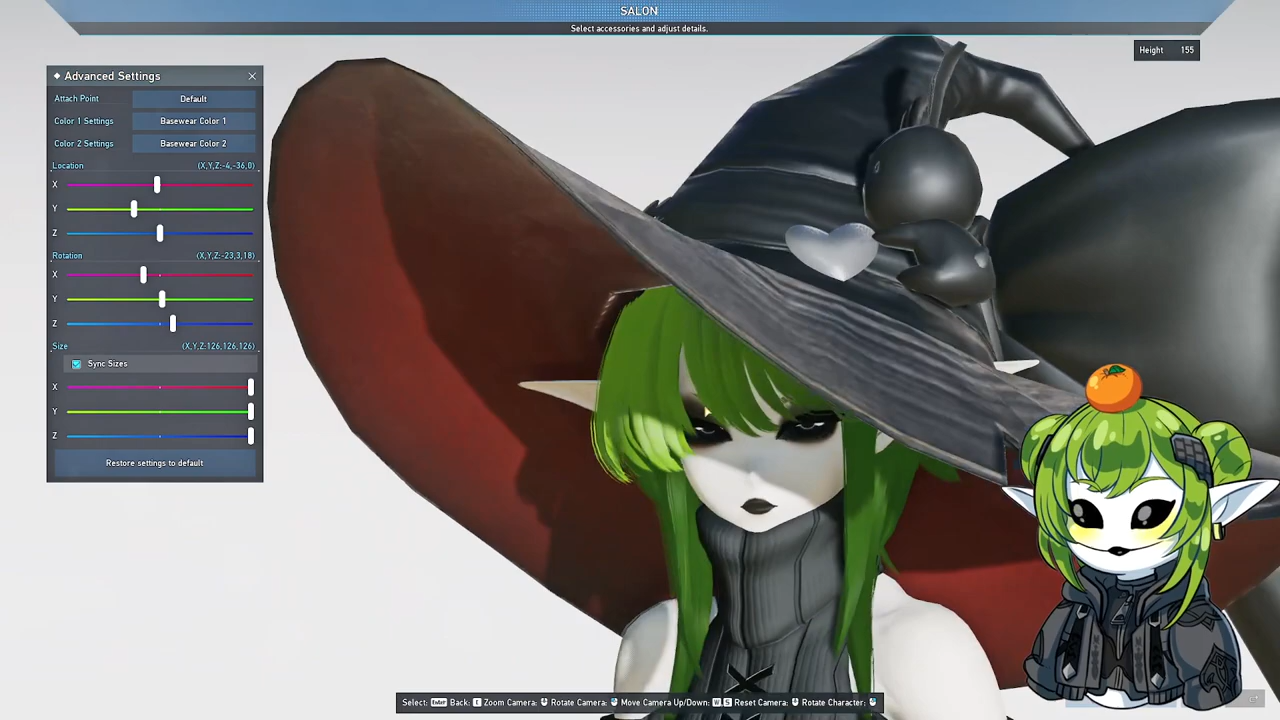 SALON
Select accessories and adjust details.
Height 155
Advanced Settings
Attach Point Default
Color 1 Settings Basewear Color 1
Color 2 Settings Basewear Color 2
Location (X,Y,Z:-4,-36,0)
X
Y
Z
Rotation (X,Y,Z:-23,3,18)
X
Y
Z
Size (X,Y,Z:126,126,126)
Sync Sizes
X
Y
Z
Restore settings to default
Select: Enter Back: E Zoom Camera: Rotate Camera: Move Camera Up/Down: W, S Reset Camera: Rotate Character: